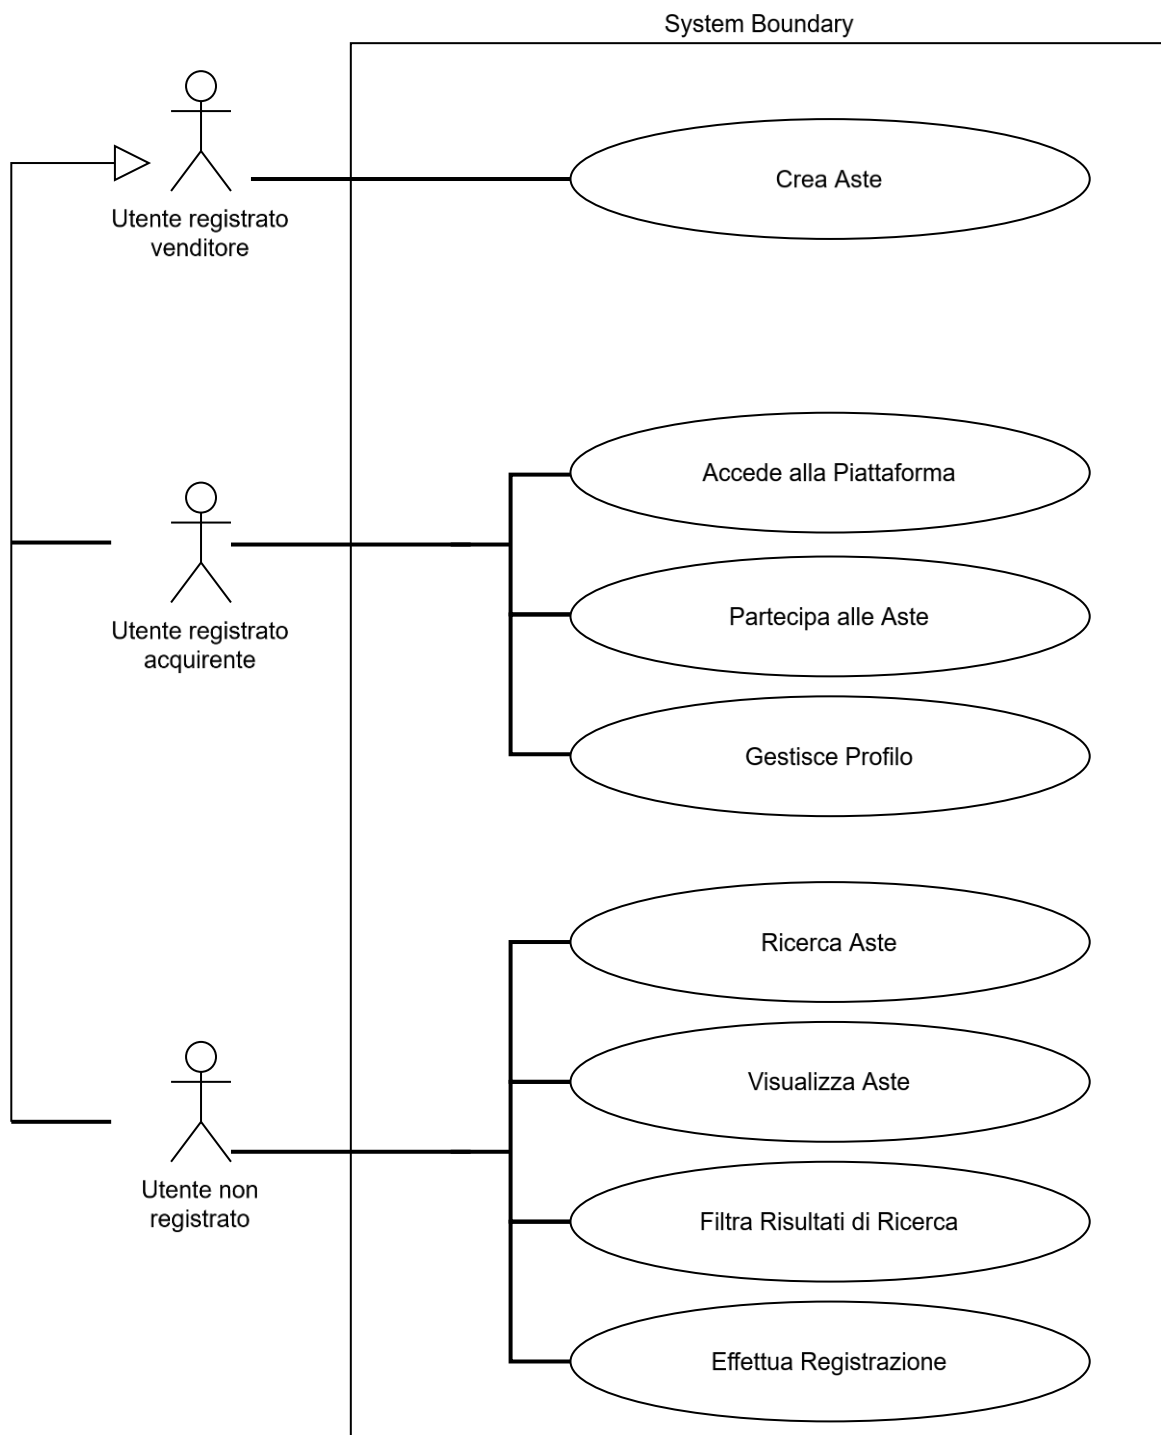 System Boundary
Crea Aste
Utente registrato
venditore
Accede alla Piattaforma
Partecipa alle Aste
Utente registrato
acquirente
Gestisce Profilo
Ricerca Aste
Visualizza Aste
Utente non
registrato
Filtra Risultati di Ricerca
Effettua Registrazione